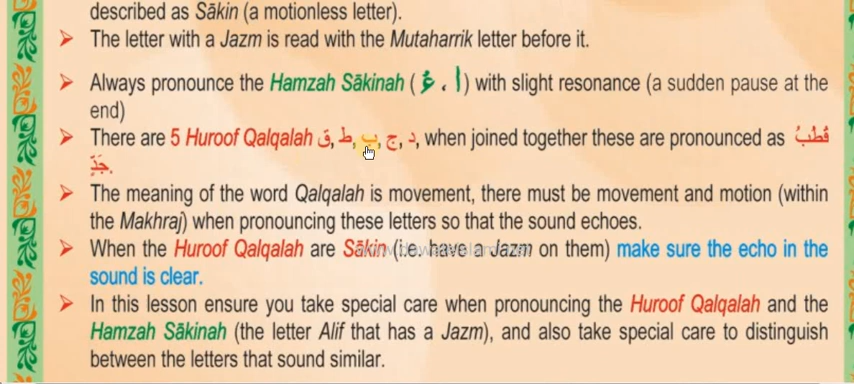 described as Sākin (a motionless letter).
➤ The letter with a Jazm is read with the Mutaharrik letter before it.
➤ Always pronounce the Hamzah Sākinah ( أْ ، ءْ ) with slight resonance (a sudden pause at the
end)
➤ There are 5 Huroof Qalqalah ق, ط, ب, ج, د, when joined together these are pronounced as قُطْبُ
جَدٍّ.
➤ The meaning of the word Qalqalah is movement, there must be movement and motion (within
the Makhraj) when pronouncing these letters so that the sound echoes.
➤ When the Huroof Qalqalah are Sākin (i.e. have a Jazm on them) make sure the echo in the
sound is clear.
➤ In this lesson ensure you take special care when pronouncing the Huroof Qalqalah and the
Hamzah Sākinah (the letter Alif that has a Jazm), and also take special care to distinguish
between the letters that sound similar.